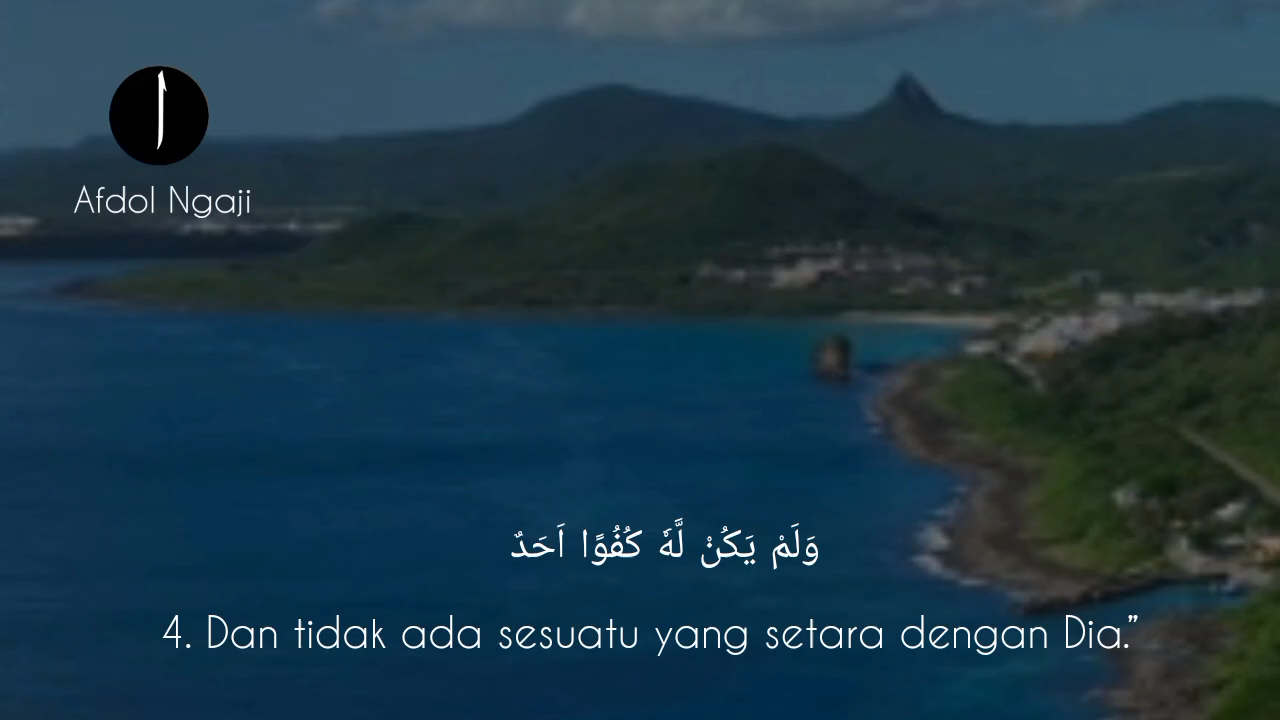 Afdol Ngaji
وَلَمْ يَكُنْ لَّهٗ كُفُوًا اَحَدٌ
4. Dan tidak ada sesuatu yang setara dengan Dia.”